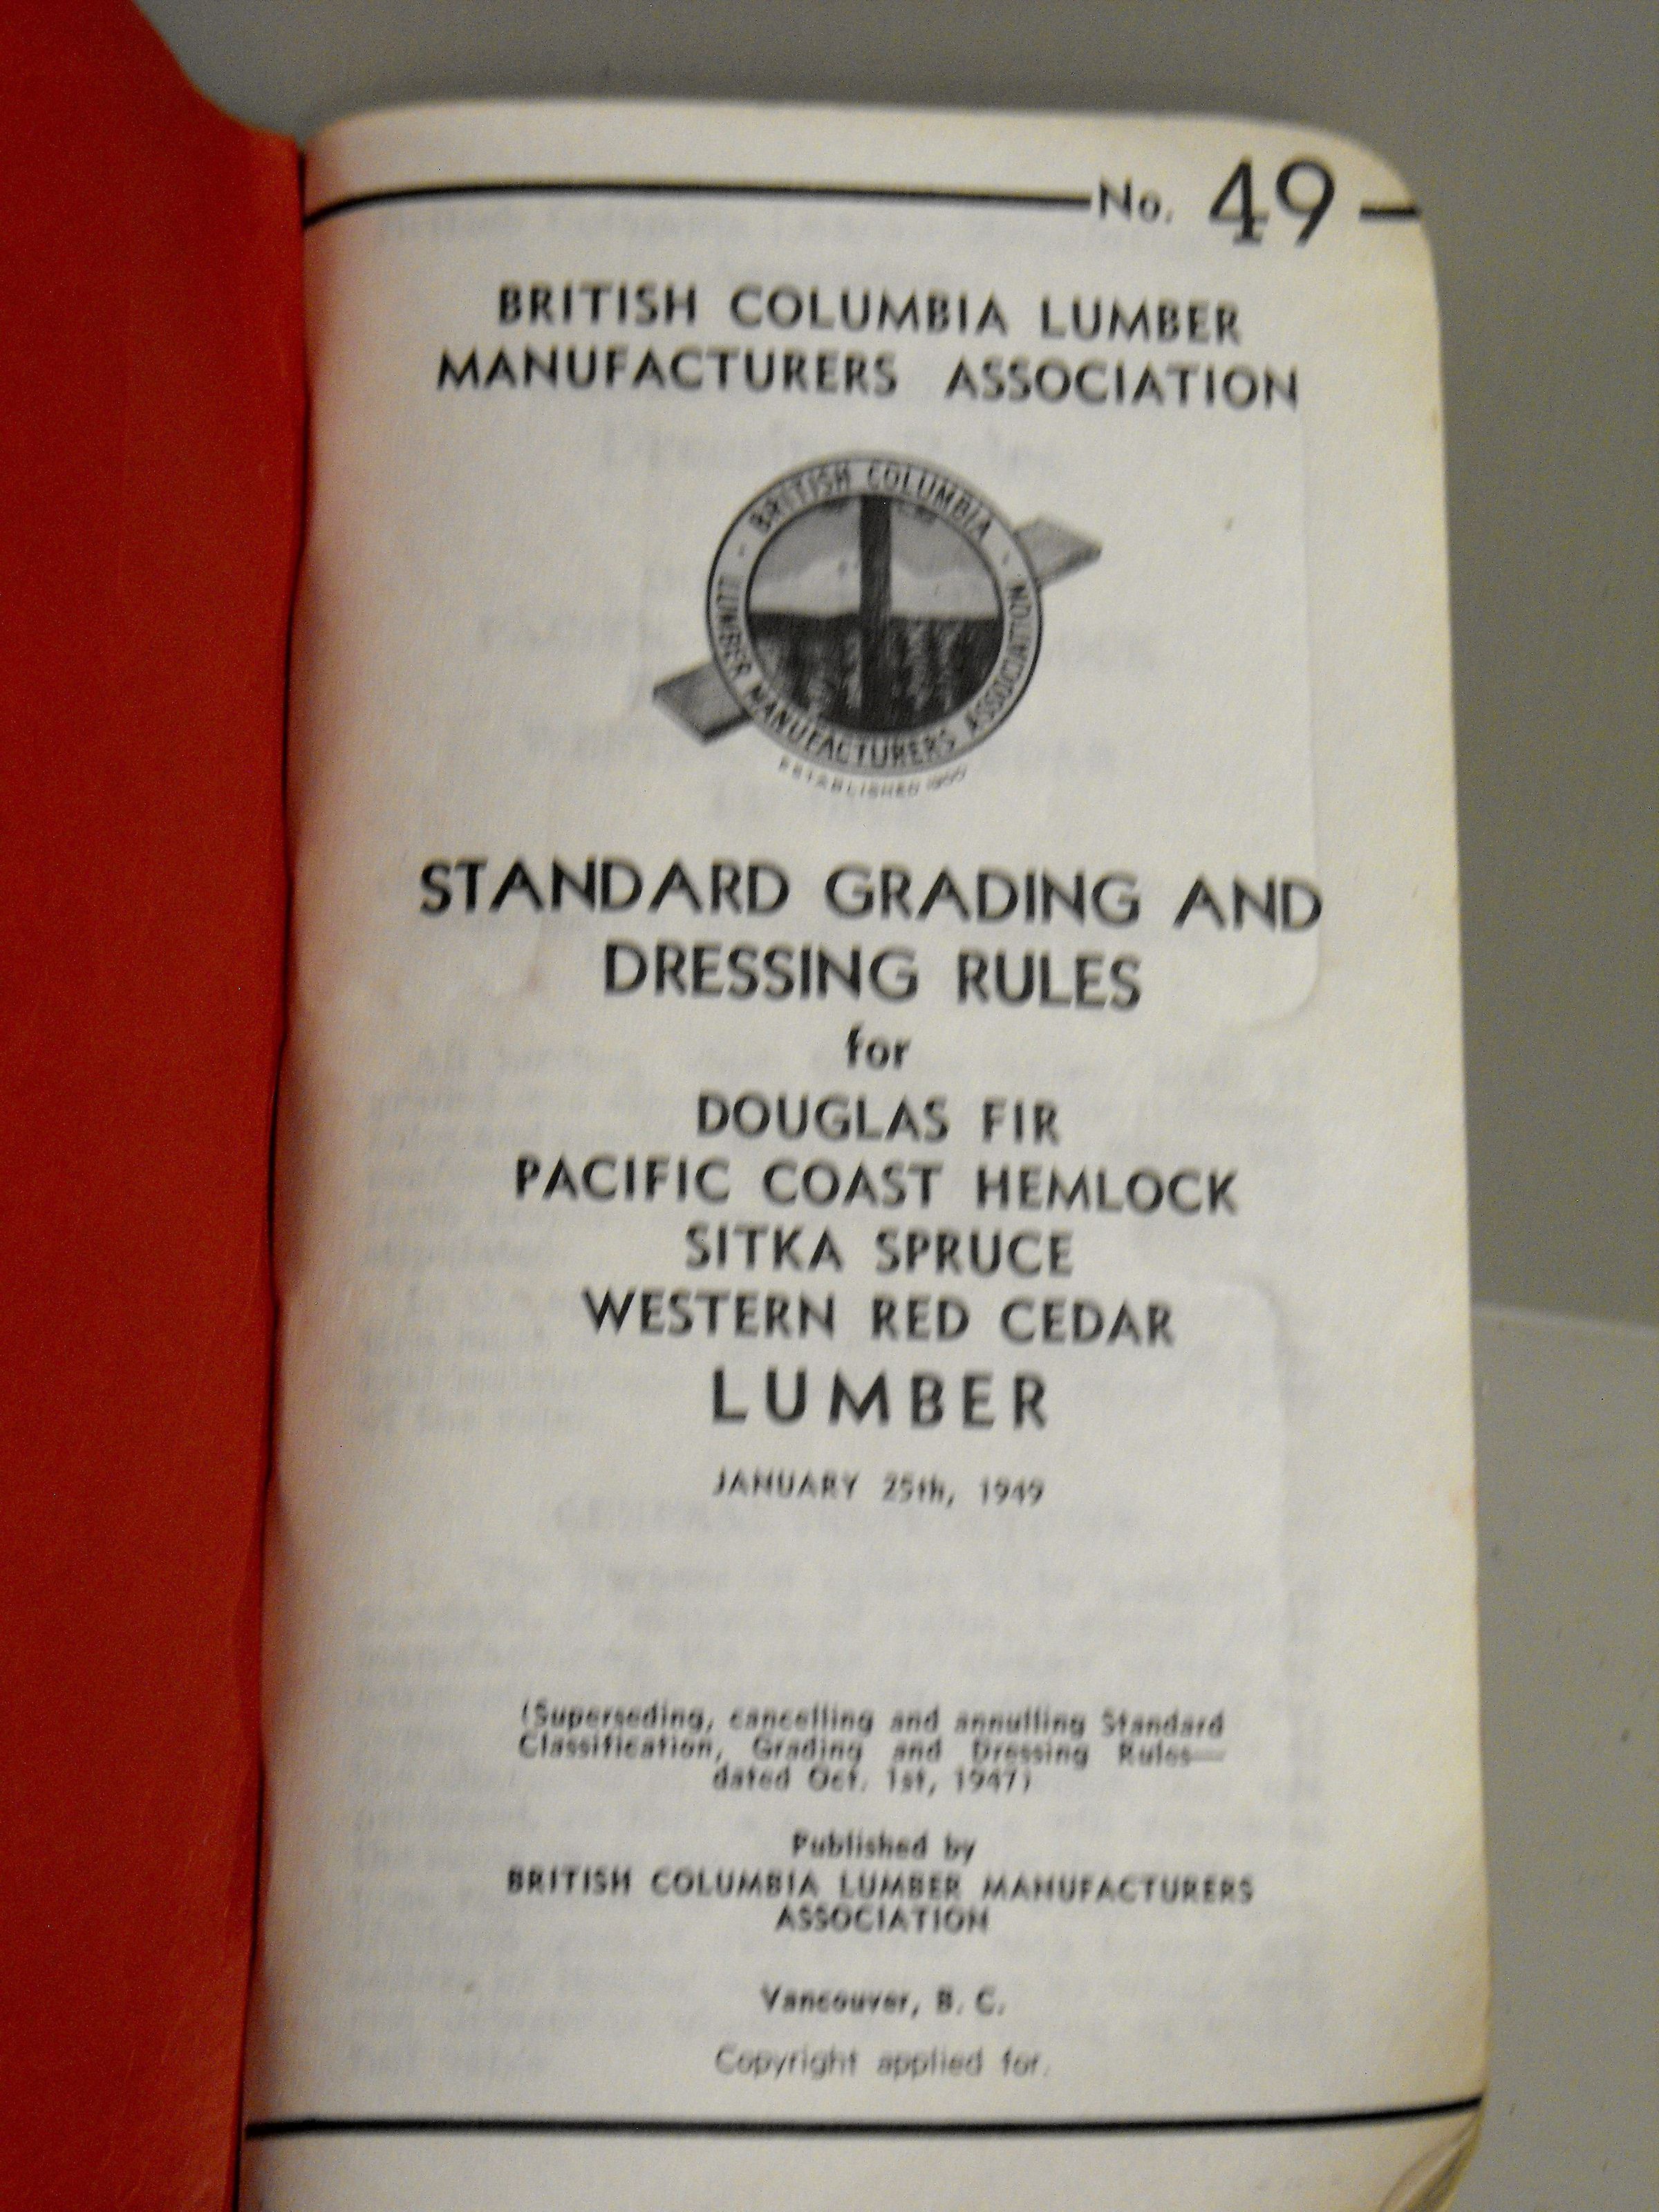 No. 49
BRITISH COLUMBIA LUMBER
MANUFACTURERS ASSOCIATION
BRITISH COLUMBIA
LUMBER MANUFACTURERS ASSOCIATION
ESTABLISHED 1900
STANDARD GRADING AND
DRESSING RULES
for
DOUGLAS FIR
PACIFIC COAST HEMLOCK
SITKA SPRUCE
WESTERN RED CEDAR
LUMBER
JANUARY 25th, 1949
(Superseding, cancelling and annulling Standard
Classification, Grading and Dressing Rules—
dated Oct. 1st, 1947)
Published by
BRITISH COLUMBIA LUMBER MANUFACTURERS
ASSOCIATION
Vancouver, B. C.
Copyright applied for.